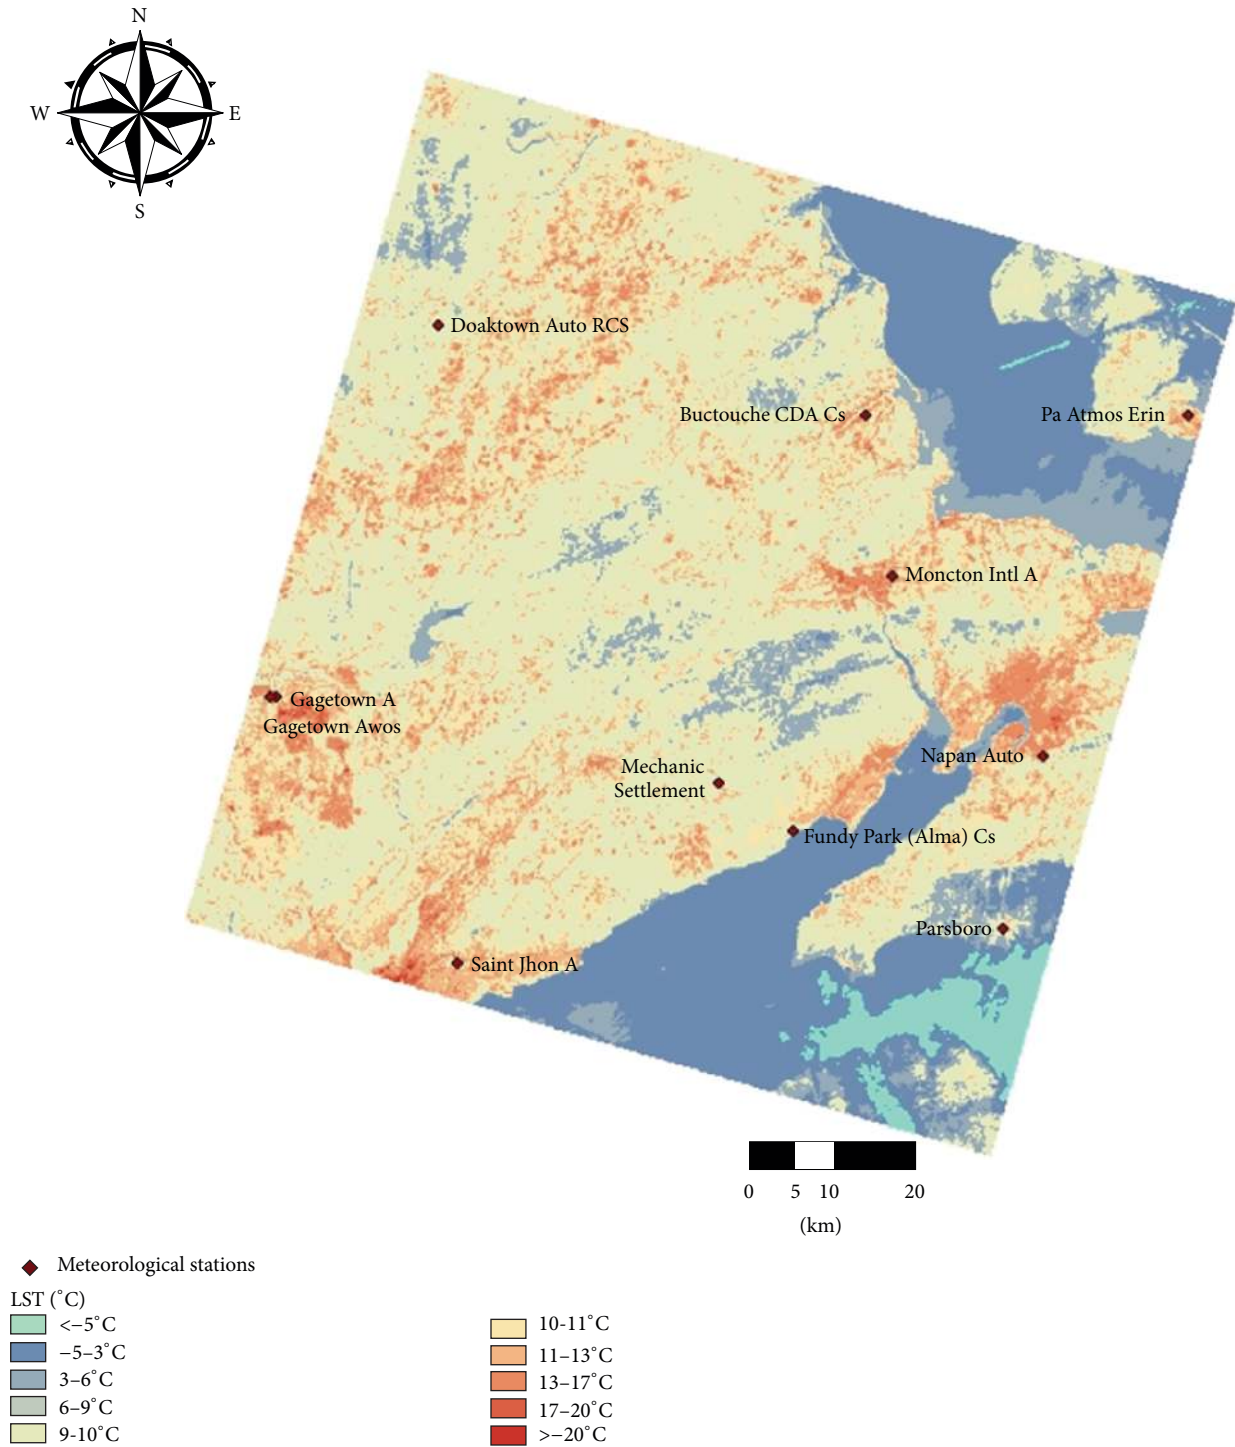 N
W
E
S
Doaktown Auto RCS
Buctouche CDA Cs
Pa Atmos Erin
Moncton Intl A
Gagetown A
Gagetown Awos
Napan Auto
Mechanic
Settlement
Fundy Park (Alma) Cs
Parsboro
Saint Jhon A
0 5 10 20
(km)
Meteorological stations
LST (°C)
<−5°C
−5–3°C
3–6°C
6–9°C
9-10°C
10-11°C
11–13°C
13–17°C
17–20°C
>−20°C